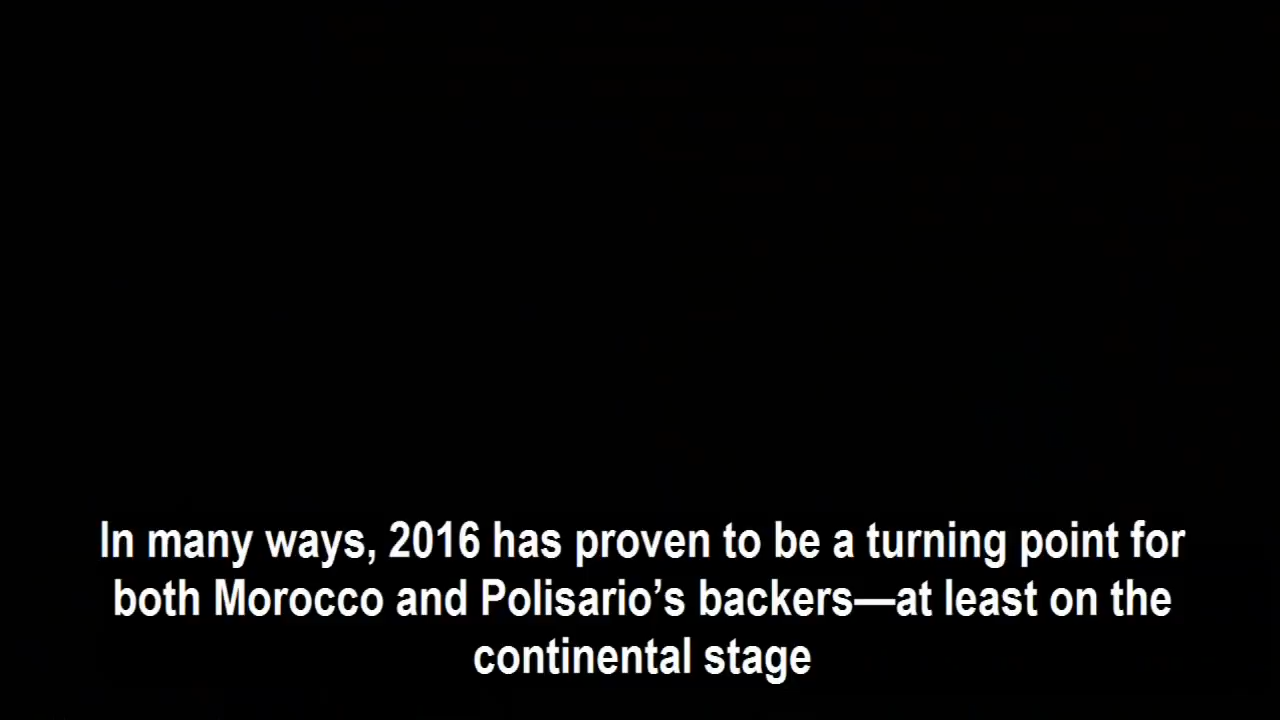 In many ways, 2016 has proven to be a turning point for
both Morocco and Polisario’s backers—at least on the
continental stage